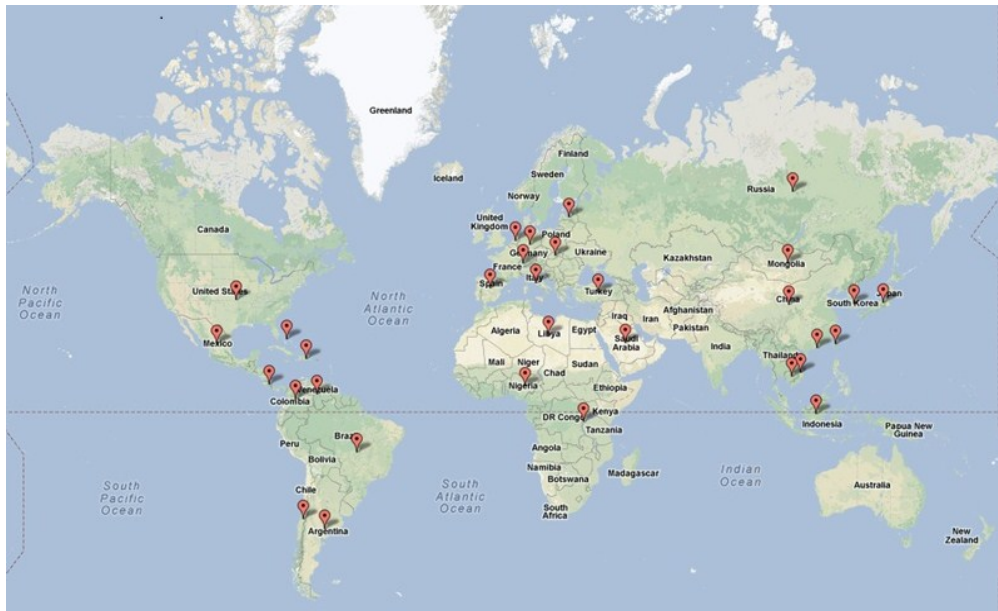 Greenland
Iceland
Finland
Sweden
Norway
Russia
United
Kingdom
Poland
Canada
Germany
Ukraine
France
Kazakhstan
Mongolia
Spain
Italy
Turkey
United States
China
South Korea
Japan
North
Pacific
Ocean
North
Atlantic
Ocean
Iraq
Iran
Afghanistan
Pakistan
Algeria
Libya
Egypt
Saudi
Arabia
India
Mexico
Mali
Niger
Chad
Sudan
Thailand
Nigeria
Ethiopia
Venezuela
Colombia
DR Congo
Kenya
Tanzania
Indonesia
Papua New
Guinea
Peru
Brazil
Bolivia
Angola
Namibia
Botswana
Madagascar
Indian
Ocean
Australia
Chile
South
Pacific
Ocean
South
Atlantic
Ocean
South
Africa
Argentina
New
Zealand